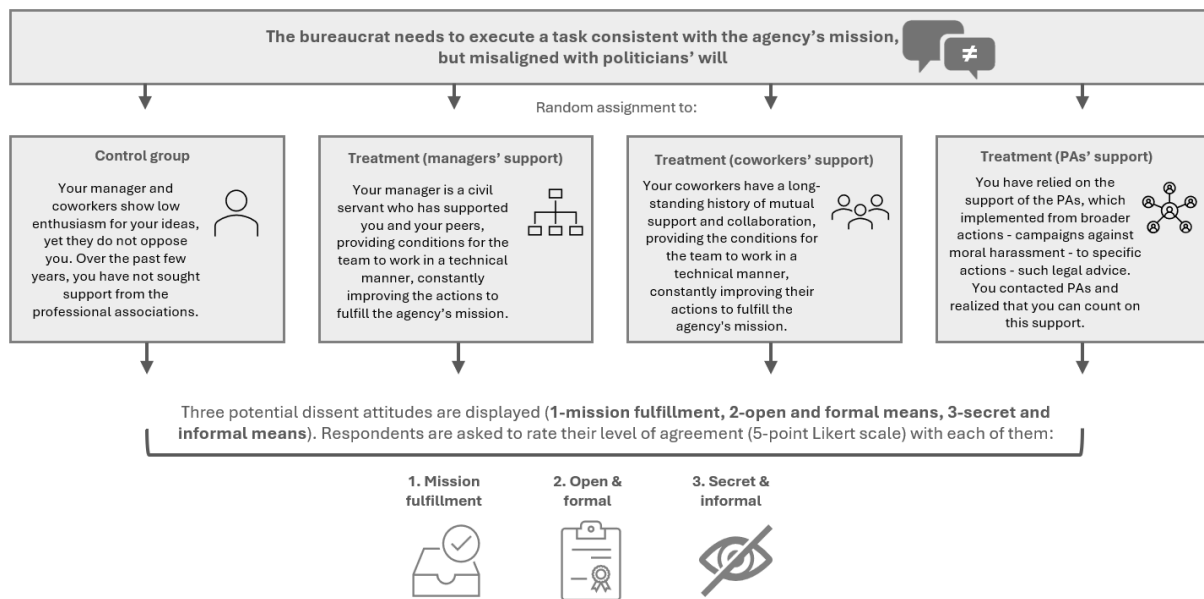 The bureaucrat needs to execute a task consistent with the agency's mission,
but misaligned with politicians' will
≠
Random assignment to:
Control group
Your manager and
coworkers show low
enthusiasm for your ideas,
yet they do not oppose
you. Over the past few
years, you have not sought
support from the
professional associations.
Treatment (managers' support)
Your manager is a civil
servant who has supported
you and your peers,
providing conditions for the
team to work in a technical
manner, constantly
improving the actions to
fulfill the agency's mission.
Treatment (coworkers' support)
Your coworkers have a long-
standing history of mutual
support and collaboration,
providing the conditions for
the team to work in a
technical manner,
constantly improving their
actions to fulfill the
agency's mission.
Treatment (PAs' support)
You have relied on the
support of the PAs, which
implemented from broader
actions - campaigns against
moral harassment - to specific
actions - such legal advice.
You contacted PAs and
realized that you can count on
this support.
Three potential dissent attitudes are displayed (1-mission fulfillment, 2-open and formal means, 3-secret and
informal means). Respondents are asked to rate their level of agreement (5-point Likert scale) with each of them:
1. Mission
fulfillment
2. Open &
formal
3. Secret &
informal